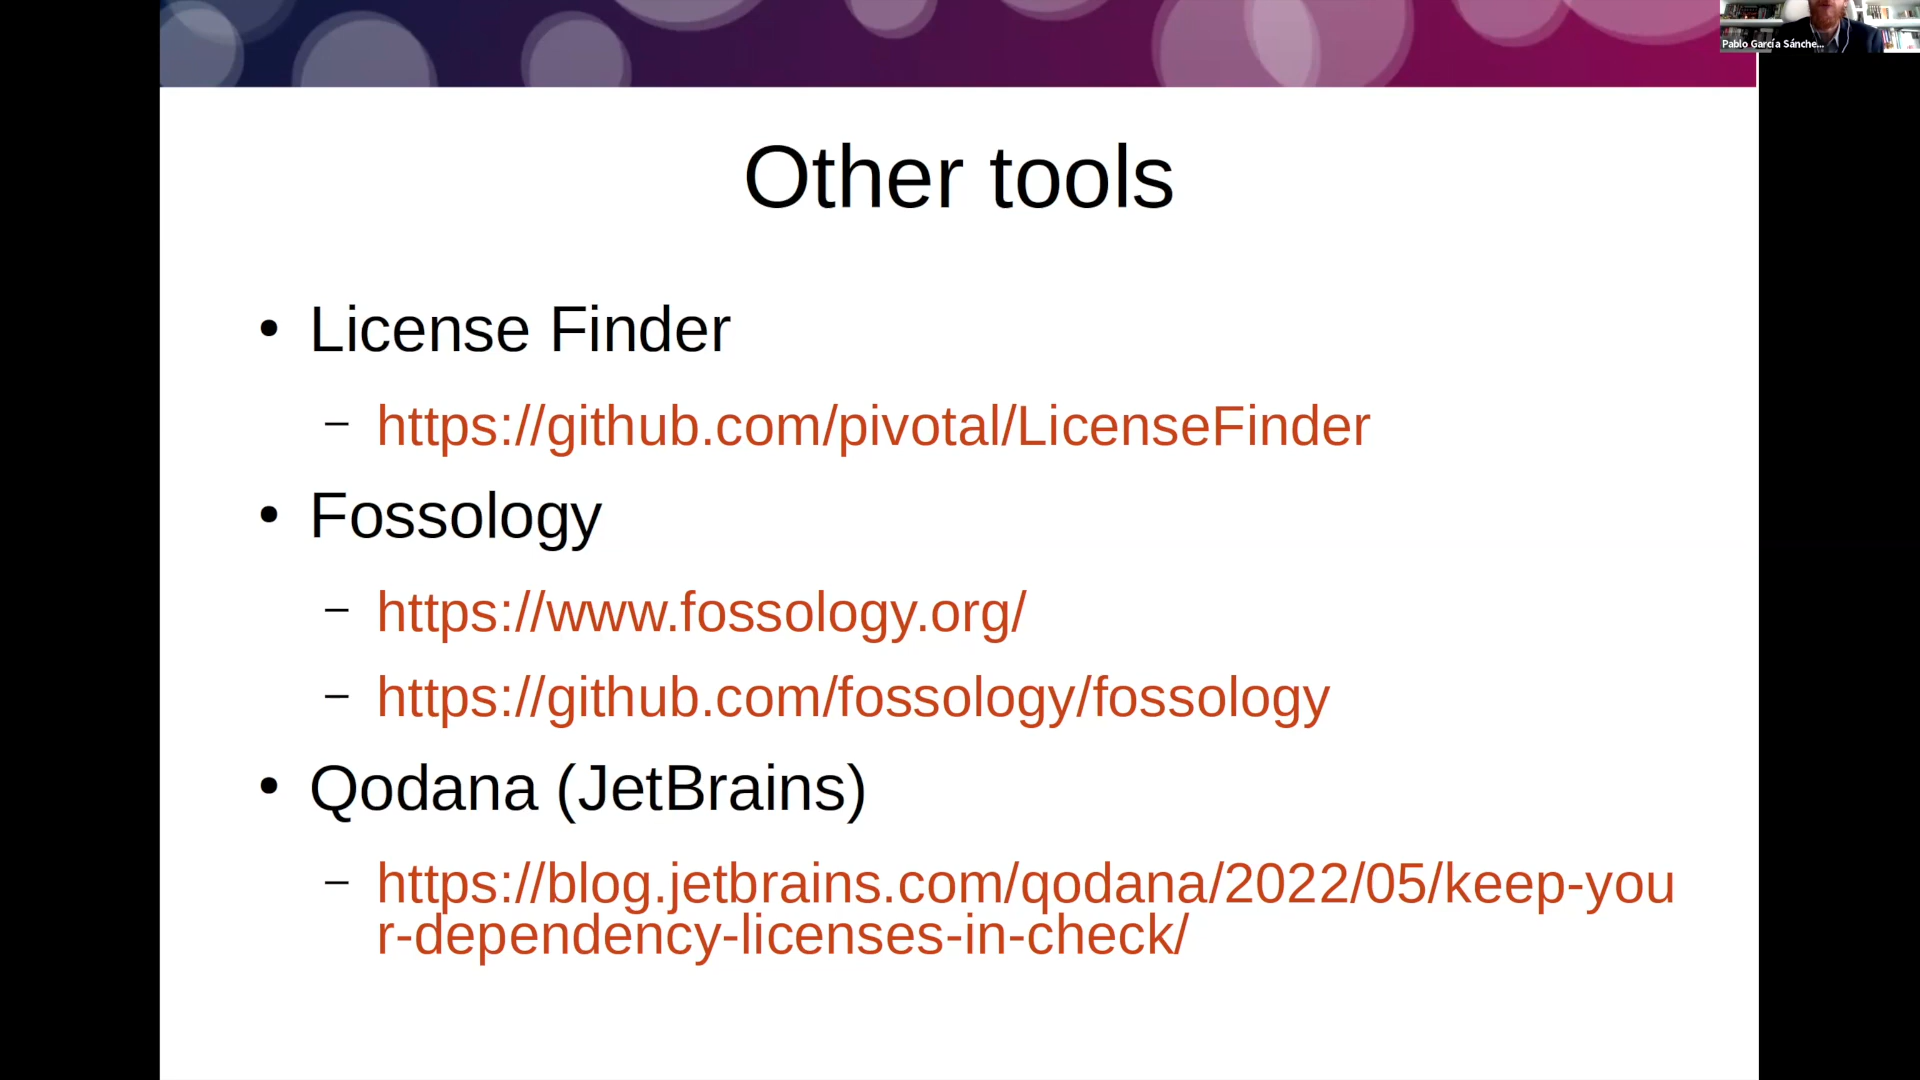 Pablo García Sánche...
Other tools
• License Finder
– https://github.com/pivotal/LicenseFinder
• Fossology
– https://www.fossology.org/
– https://github.com/fossology/fossology
• Qodana (JetBrains)
– https://blog.jetbrains.com/qodana/2022/05/keep-you
r-dependency-licenses-in-check/